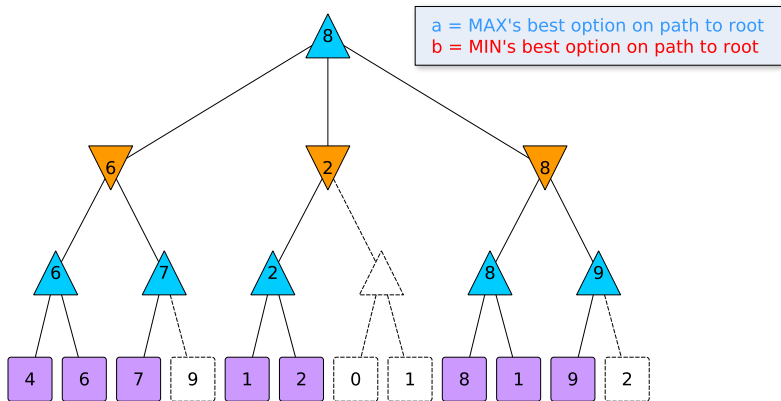 8
a = MAX's best option on path to root
b = MIN's best option on path to root
6 2 8
6 7 2 8 9
4 6 7 9 1 2 0 1 8 1 9 2